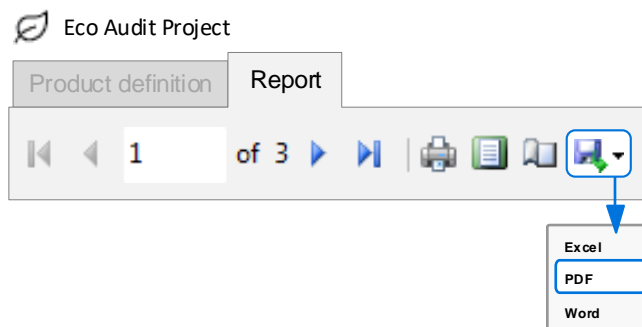 Eco Audit Project
Product definition Report
1 of 3
Excel
PDF
Word